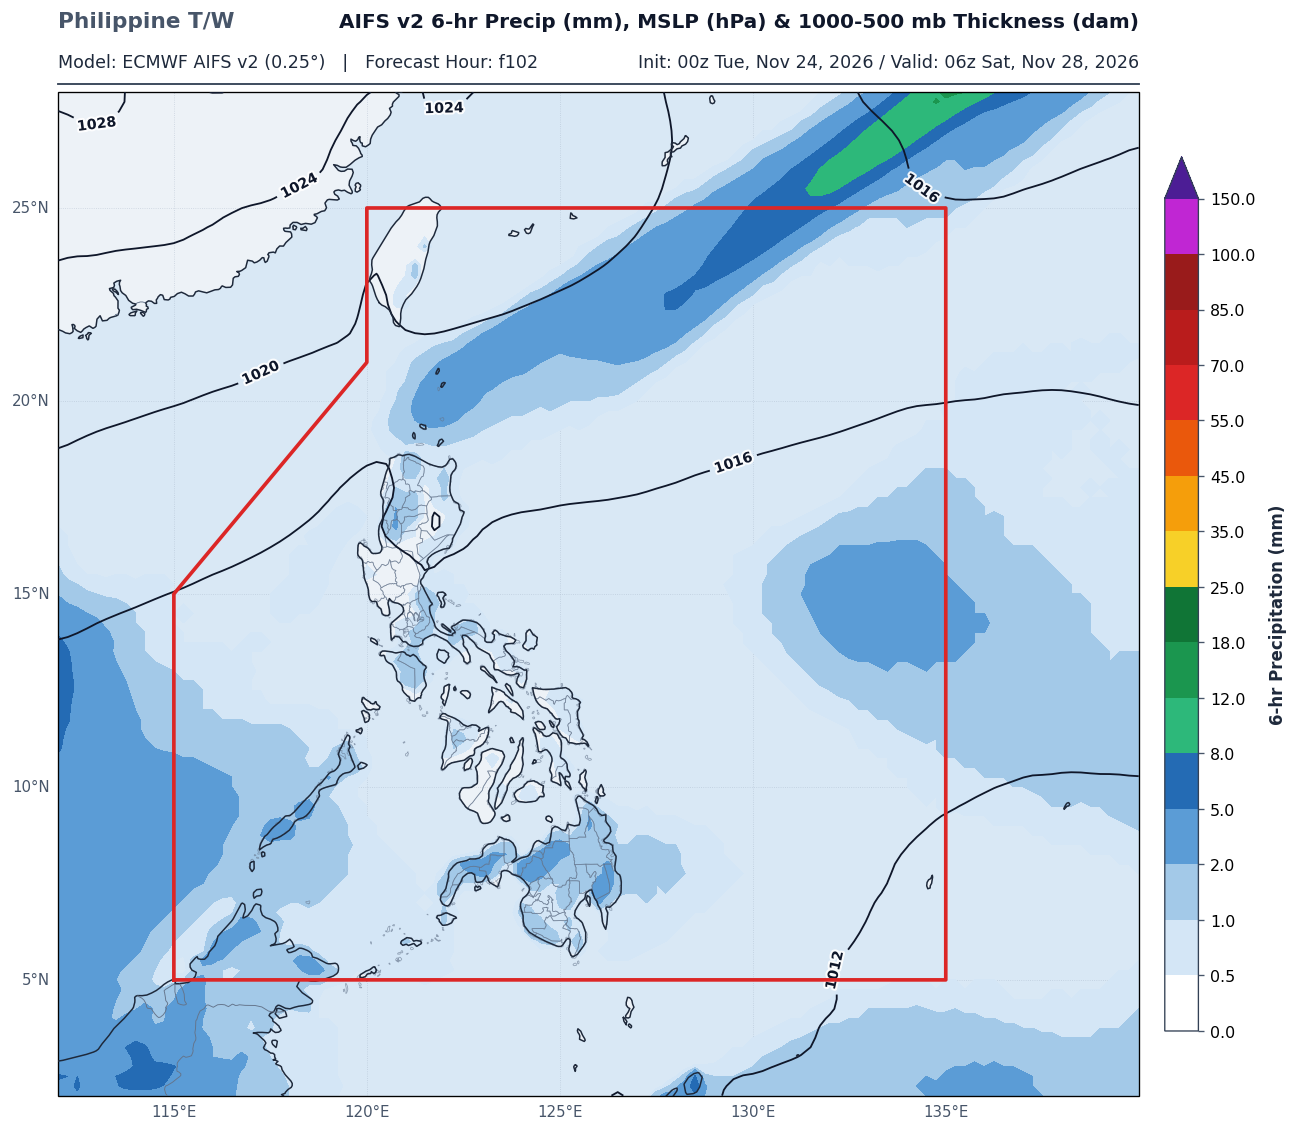 Philippine T/W
AIFS v2 6-hr Precip (mm), MSLP (hPa) & 1000-500 mb Thickness (dam)
Model: ECMWF AIFS v2 (0.25°) | Forecast Hour: f102
Init: 00z Tue, Nov 24, 2026 / Valid: 06z Sat, Nov 28, 2026
1028
1024
1024
1016
1020
1016
1012
25°N
20°N
15°N
10°N
5°N
115°E
120°E
125°E
130°E
135°E
150.0
100.0
85.0
70.0
55.0
45.0
35.0
25.0
18.0
12.0
8.0
5.0
2.0
1.0
0.5
0.0
6-hr Precipitation (mm)